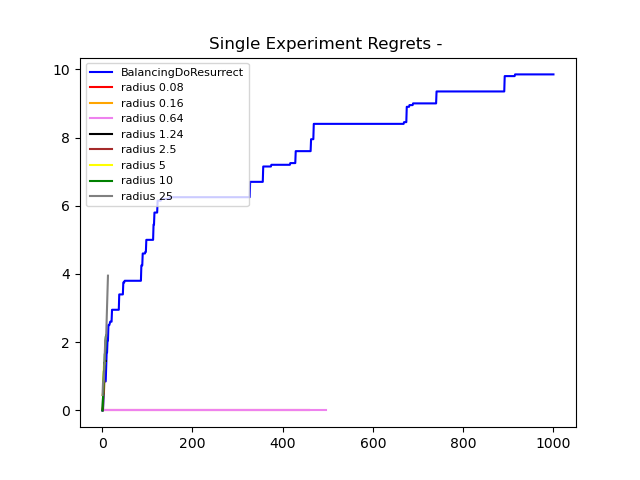 Single Experiment Regrets -
10
8
6
4
2
0
BalancingDoResurrect
radius 0.08
radius 0.16
radius 0.64
radius 1.24
radius 2.5
radius 5
radius 10
radius 25
0 200 400 600 800 1000